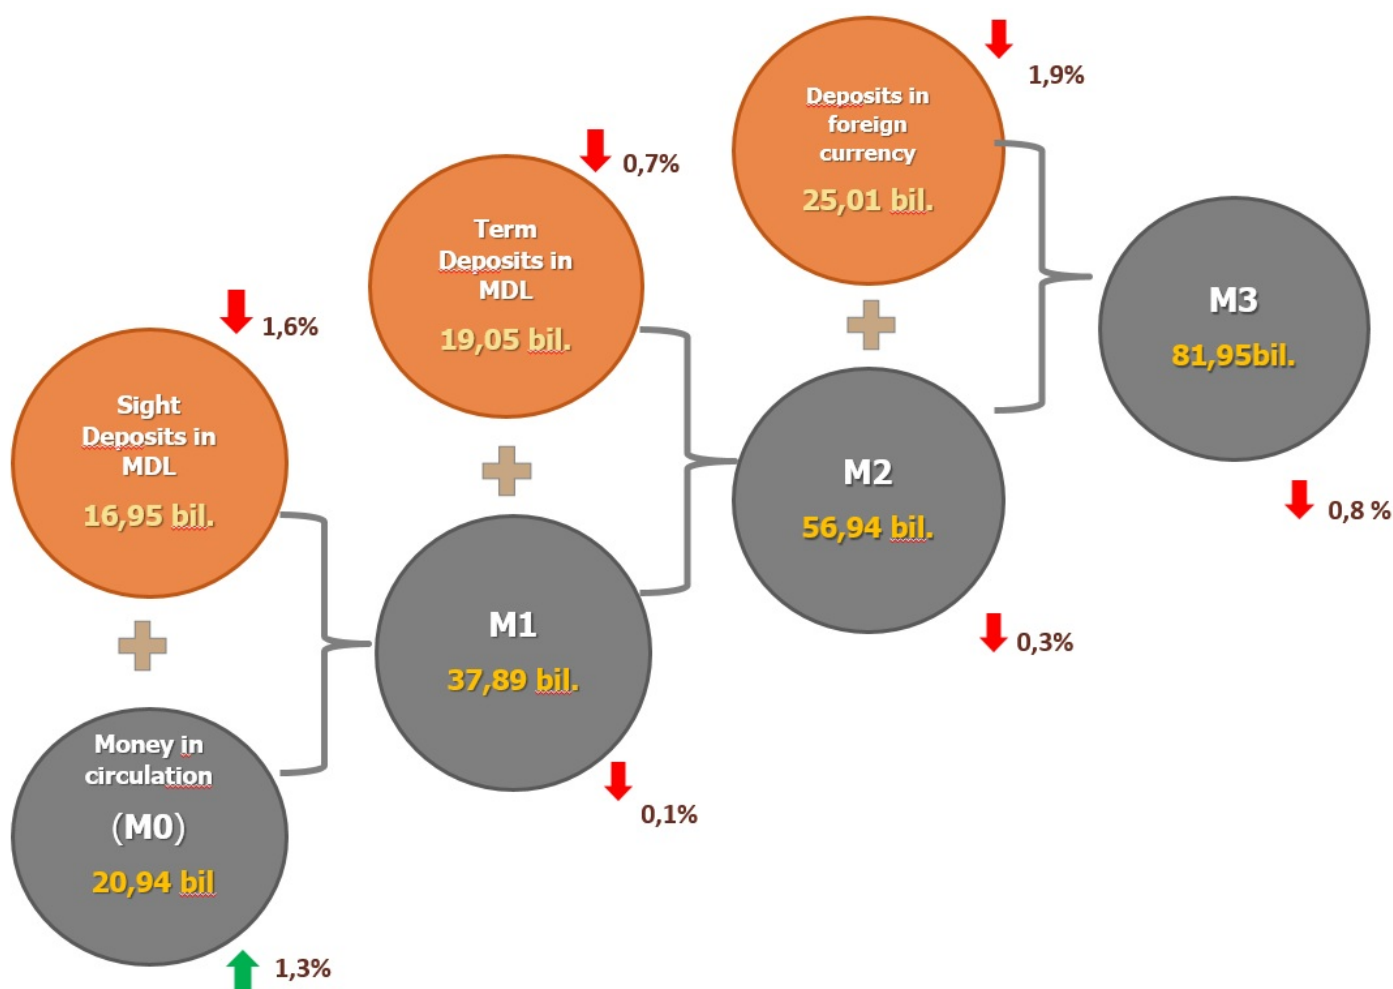 1,6%
Sight
Deposits in
MDL
16,95 bil.
Money in
circulation
(M0)
20,94 bil
1,3%
0,7%
Term
Deposits in
MDL
19,05 bil.
M1
37,89 bil.
0,1%
1,9%
Deposits in
foreign
currency
25,01 bil.
M2
56,94 bil.
0,3%
M3
81,95bil.
0,8 %